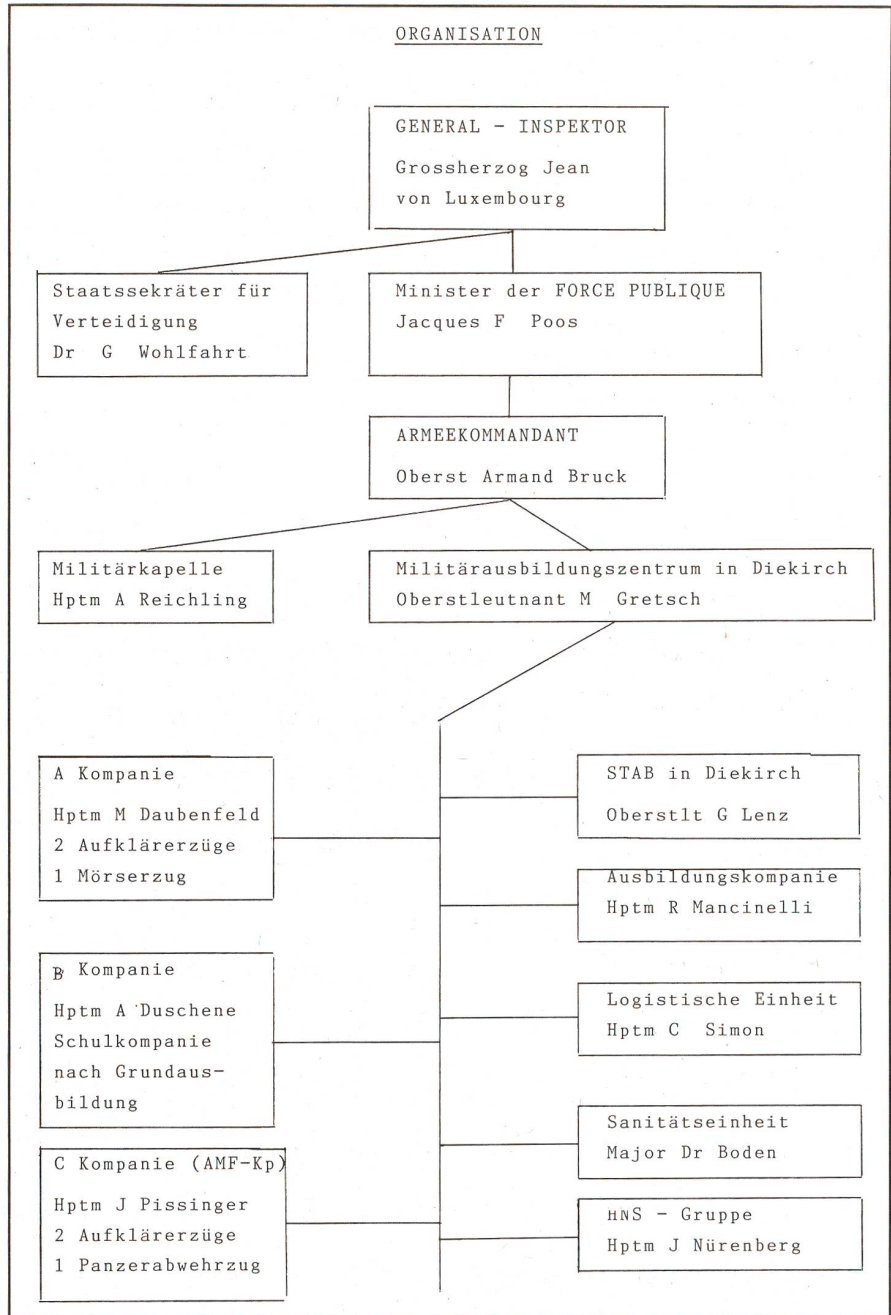 ORGANISATION
GENERAL - INSPEKTOR
Grossherzog Jean
von Luxembourg
Staatssekräter für
Verteidigung
Dr G Wohlfahrt
Minister der FORCE PUBLIQUE
Jacques F Poos
ARMEEKOMMANDANT
Oberst Armand Bruck
Militärkapelle
Hptm A Reichling
Militärausbildungszentrum in Diekirch
Oberstleutnant M Gretsch
A Kompanie
Hptm M Daubenfeld
2 Aufklärerzüge
1 Mörserzug
B Kompanie
Hptm A Duschene
Schulkompanie
nach Grundaus-
bildung
C Kompanie (AMF-Kp)
Hptm J Pissinger
2 Aufklärerzüge
1 Panzerabwehrzug
STAB in Diekirch
Oberstlt G Lenz
Ausbildungskompanie
Hptm R Mancinelli
Logistische Einheit
Hptm C Simon
Sanitätseinheit
Major Dr Boden
HNS - Gruppe
Hptm J Nürenberg